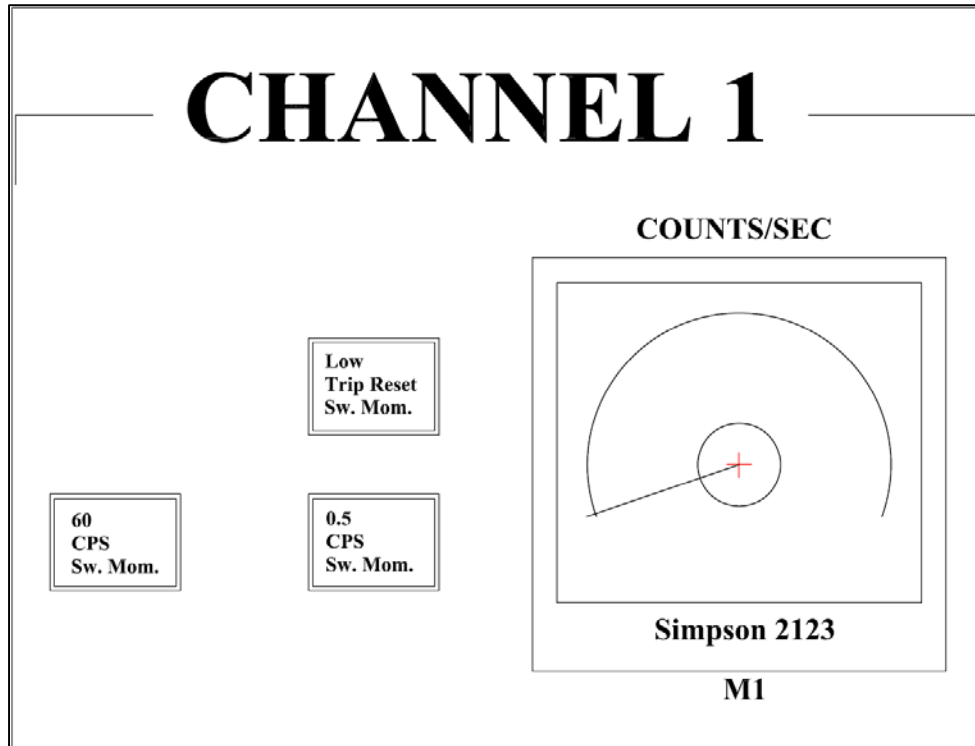 CHANNEL 1
COUNTS/SEC
Low
Trip Reset
Sw. Mom.
60
CPS
Sw. Mom.
0.5
CPS
Sw. Mom.
Simpson 2123
M1